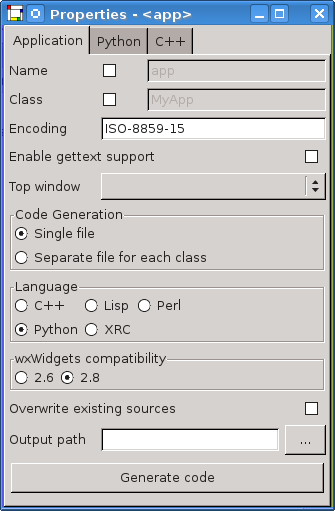 Properties - <app>
Application Python C++
Name app
Class MyApp
Encoding ISO-8859-15
Enable gettext support
Top window
Code Generation
Single file
Separate file for each class
Language
C++ Lisp Perl
Python XRC
wxWidgets compatibility
2.6 2.8
Overwrite existing sources
Output path ...
Generate code